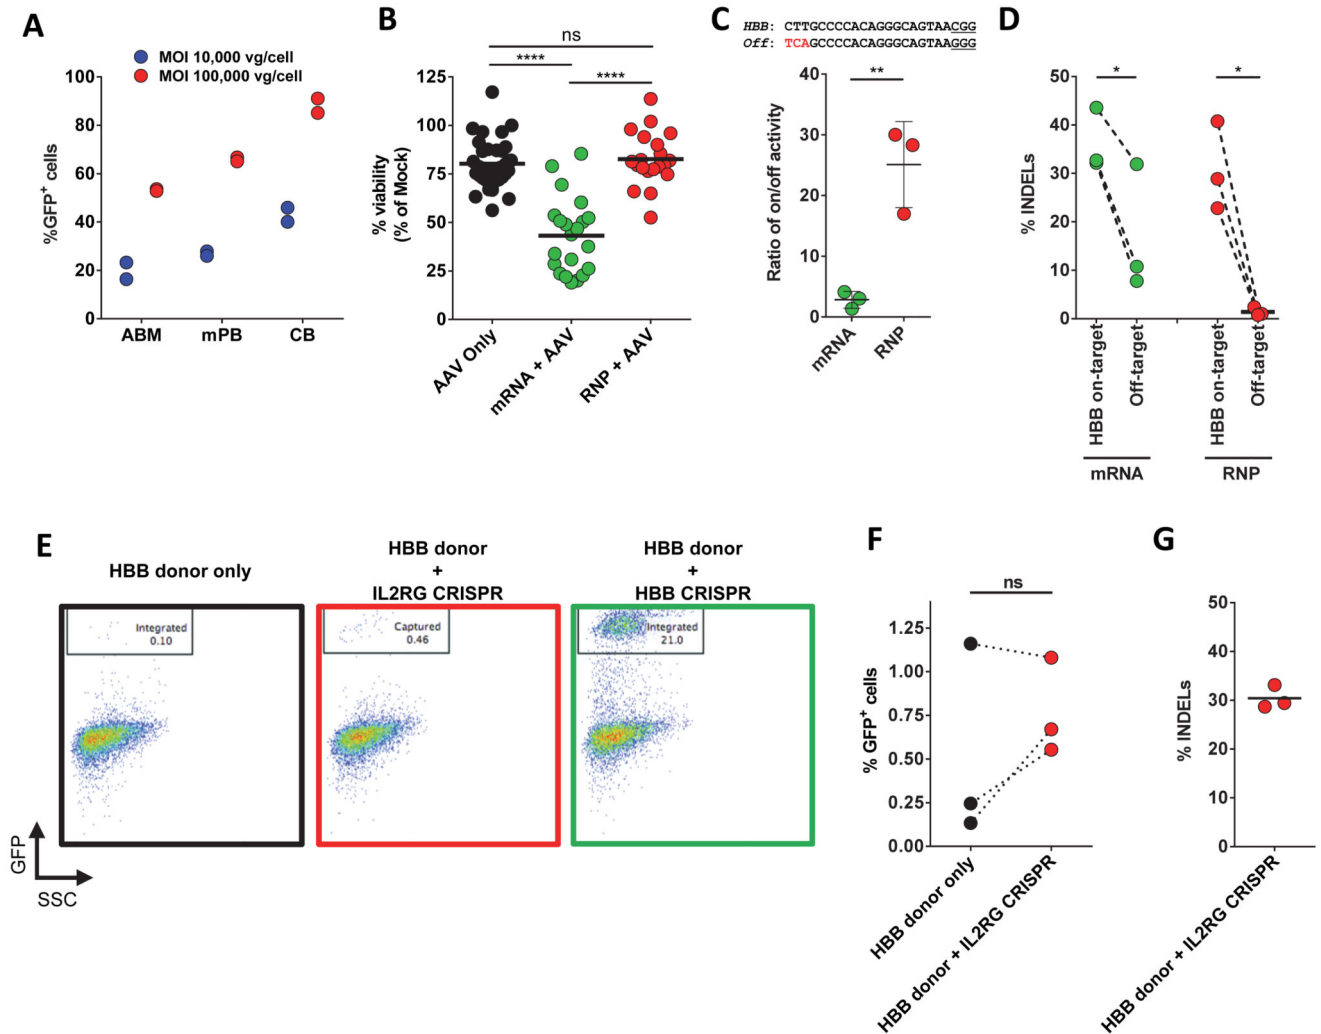 A
MOI 10,000 vg/cell
MOI 100,000 vg/cell
%GFP+ cells
100
80
60
40
20
0
ABM mPB CB
B
ns
**** ****
% viability
(% of Mock)
125
100
75
50
25
0
AAV Only
mRNA + AAV
RNP + AAV
C
HBB: CTTGCCCCACAGGGCAGTAACGG
Off: TCAGCCCCACAGGGCAGTAAGGG
**
Ratio of on/off activity
40
30
20
10
0
mRNA
RNP
D
* *
% INDELs
50
40
30
20
10
0
HBB on-target
Off-target
HBB on-target
Off-target
mRNA RNP
E
HBB donor only
HBB donor
+
IL2RG CRISPR
HBB donor
+
HBB CRISPR
Integrated
0.10
Captured
0.46
Integrated
21.0
GFP
SSC
F
ns
% GFP+ cells
1.25
1.00
0.75
0.50
0.25
0.00
HBB donor only
HBB donor + IL2RG CRISPR
G
% INDELs
50
40
30
20
10
0
HBB donor + IL2RG CRISPR